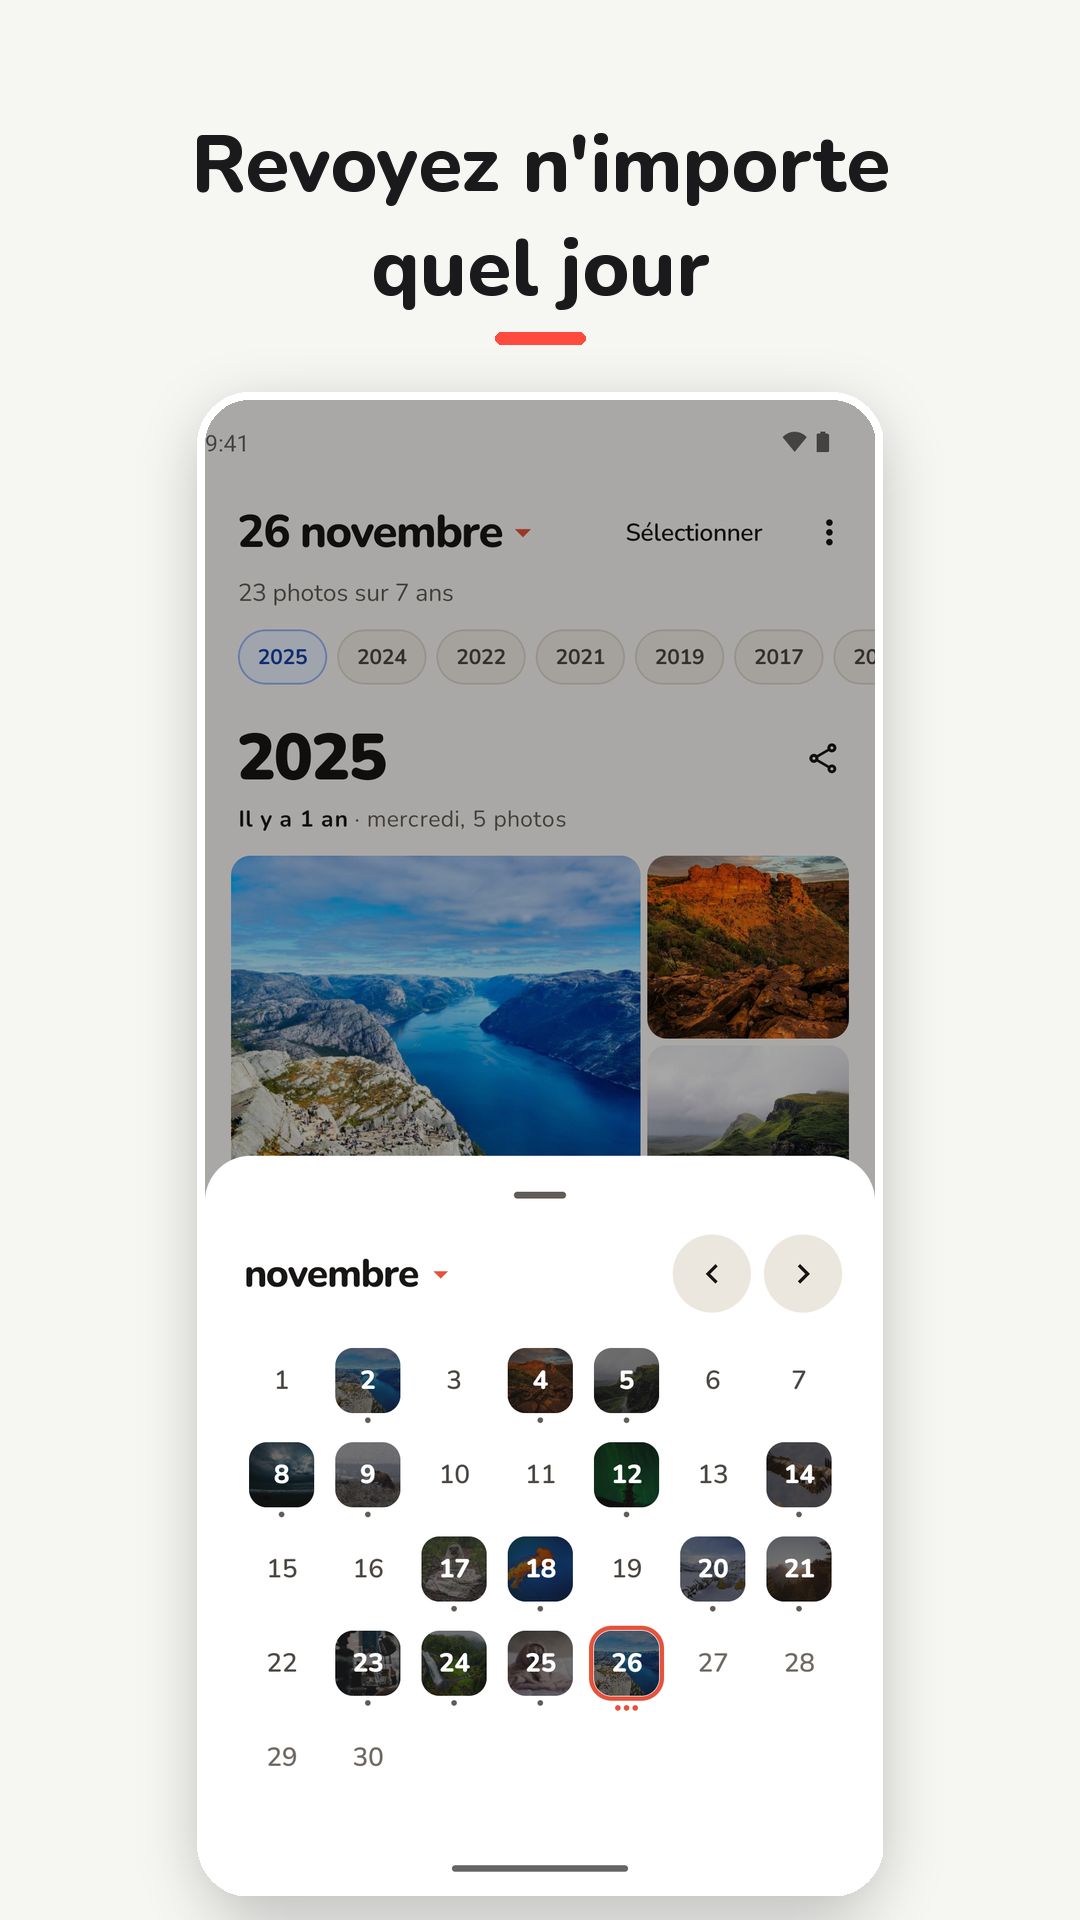 Revoyez n'importe
quel jour
9:41
26 novembre
Sélectionner
23 photos sur 7 ans
2025 2024 2022 2021 2019 2017 20
2025
Il y a 1 an · mercredi, 5 photos
novembre
1 2 3 4 5 6 7
8 9 10 11 12 13 14
15 16 17 18 19 20 21
22 23 24 25 26 27 28
29 30